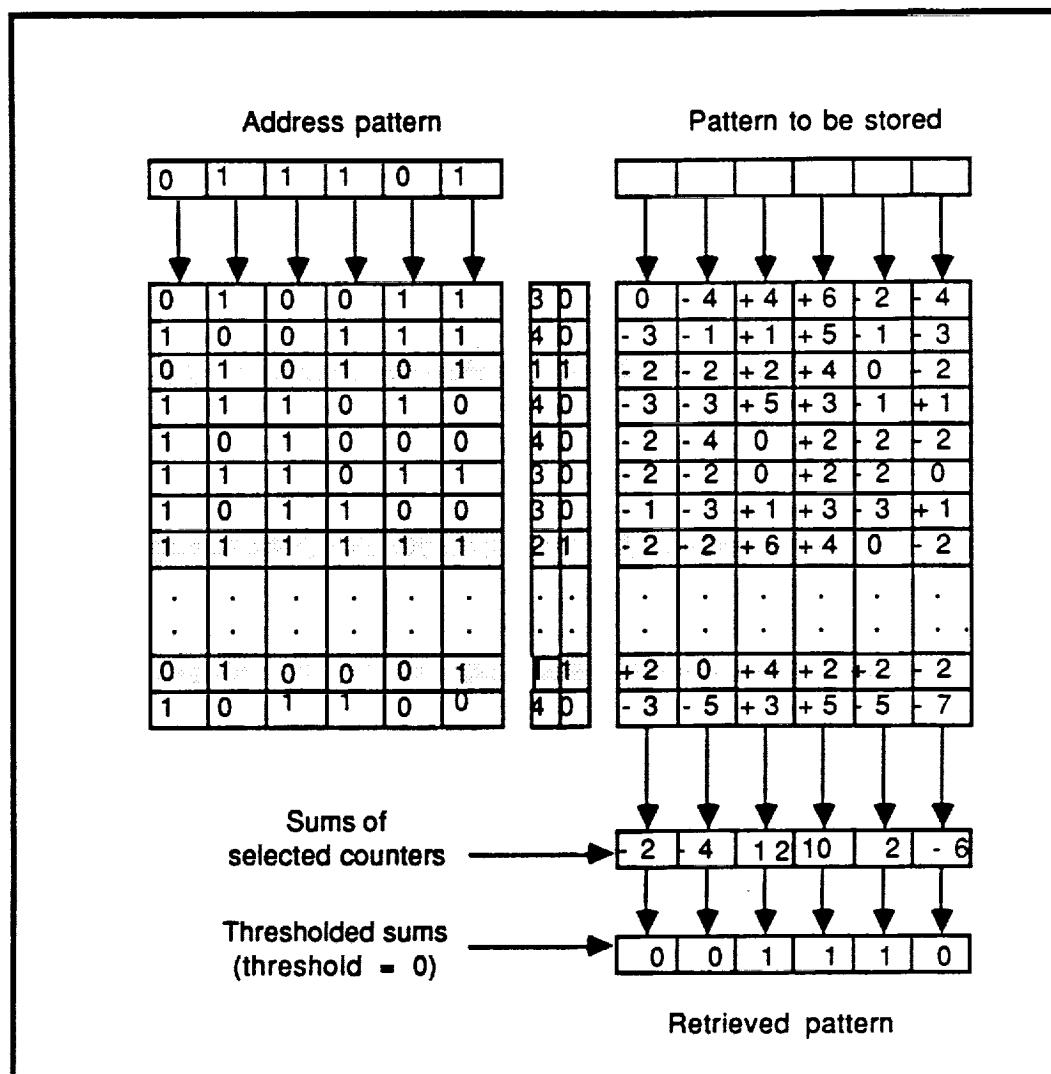 Address pattern Pattern to be stored
0 1 1 1 0 1
0 1 0 0 1 1 3 0 0 - 4 + 4 + 6 - 2 - 4
1 0 0 1 1 1 4 0 - 3 - 1 + 1 + 5 - 1 - 3
0 1 0 1 0 1 1 1 - 2 - 2 + 2 + 4 0 - 2
1 1 1 0 1 0 4 0 - 3 - 3 + 5 + 3 - 1 + 1
1 0 1 0 0 0 4 0 - 2 - 4 0 + 2 - 2 - 2
1 1 1 0 1 1 3 0 - 2 - 2 0 + 2 - 2 0
1 0 1 1 0 0 3 0 - 1 - 3 + 1 + 3 - 3 + 1
1 1 1 1 1 1 2 1 - 2 - 2 + 6 + 4 0 - 2
. . . . . . . . . . . . . .
. . . . . . . . . . . . . .
0 1 0 0 0 1 1 1 + 2 0 + 4 + 2 + 2 - 2
1 0 1 1 0 0 4 0 - 3 - 5 + 3 + 5 - 5 - 7
Sums of
selected counters - 2 - 4 12 10 2 - 6
Thresholded sums
(threshold = 0) 0 0 1 1 1 0
Retrieved pattern